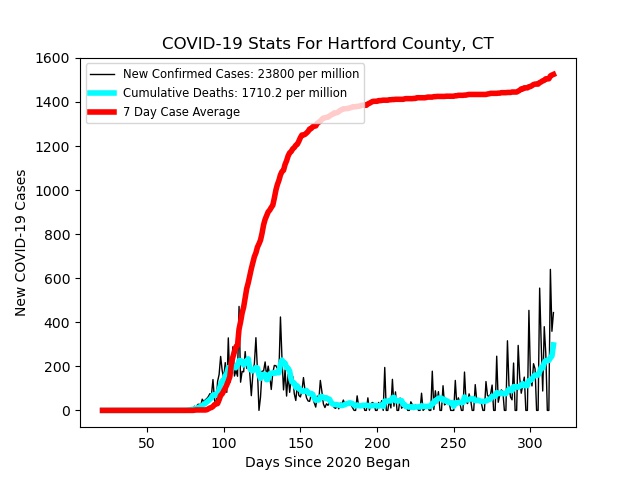 COVID-19 Stats For Hartford County, CT
New Confirmed Cases: 23800 per million
Cumulative Deaths: 1710.2 per million
7 Day Case Average
1600
1400
1200
1000
800
600
400
200
0
New COVID-19 Cases
50 100 150 200 250 300
Days Since 2020 Began